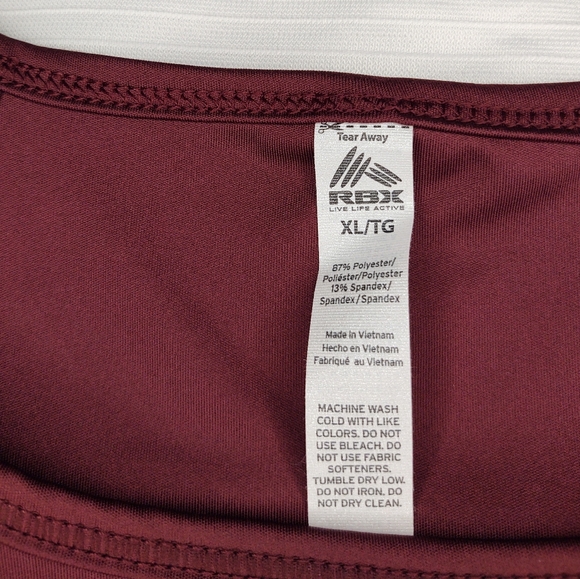 Tear Away
RBX
LIVE LIFE ACTIVE
XL/TG
87% Polyester/
Poliéster/Polyester
13% Spandex/
Spandex/Spandex
Made in Vietnam
Hecho en Vietnam
Fabriqué au Vietnam
MACHINE WASH
COLD WITH LIKE
COLORS. DO NOT
USE BLEACH. DO
NOT USE FABRIC
SOFTENERS.
TUMBLE DRY LOW.
DO NOT IRON. DO
NOT DRY CLEAN.